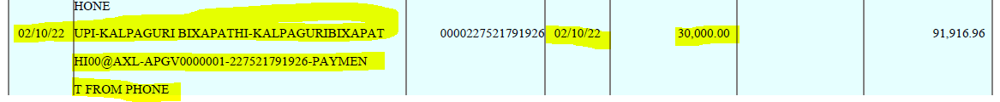 HONE
02/10/22 UPI-KALPAGURI BIXAPATHI-KALPAGURIBIXAPAT 0000227521791926 02/10/22 30,000.00 91,916.96
HI00@AXL-APGV0000001-227521791926-PAYMEN
T FROM PHONE